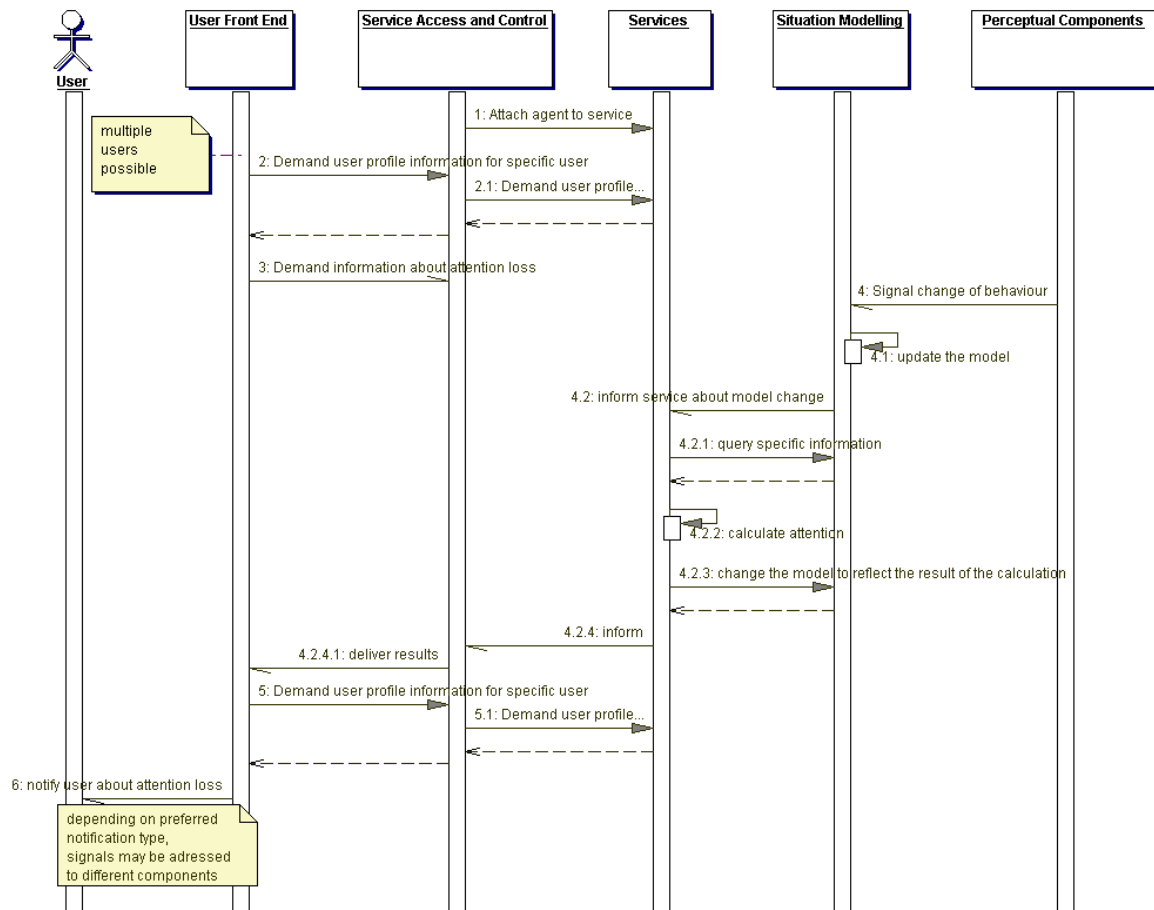 User Front End
Service Access and Control
Services
Situation Modelling
Perceptual Components
User
1: Attach agent to service
multiple
users
possible
2: Demand user profile information for specific user
2.1: Demand user profile...
3: Demand information about attention loss
4: Signal change of behaviour
4.1: update the model
4.2: inform service about model change
4.2.1: query specific information
4.2.2: calculate attention
4.2.3: change the model to reflect the result of the calculation
4.2.4: inform
4.2.4.1: deliver results
5: Demand user profile information for specific user
5.1: Demand user profile...
6: notify user about attention loss
depending on preferred
notification type,
signals may be adressed
to different components